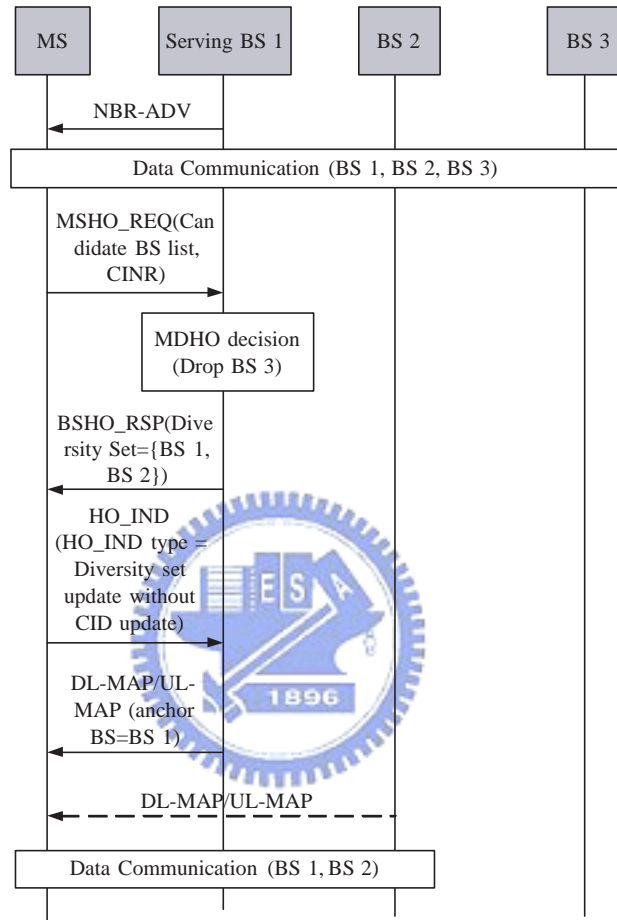 MS
Serving BS 1
BS 2
BS 3
NBR-ADV
Data Communication (BS 1, BS 2, BS 3)
MSHO_REQ(Can
didate BS list,
CINR)
MDHO decision
(Drop BS 3)
BSHO_RSP(Dive
rsity Set={BS 1,
BS 2})
HO_IND
(HO_IND type =
Diversity set
update without
CID update)
E S A
DL-MAP/UL-
MAP (anchor
BS=BS 1)
1896
DL-MAP/UL-MAP
Data Communication (BS 1, BS 2)